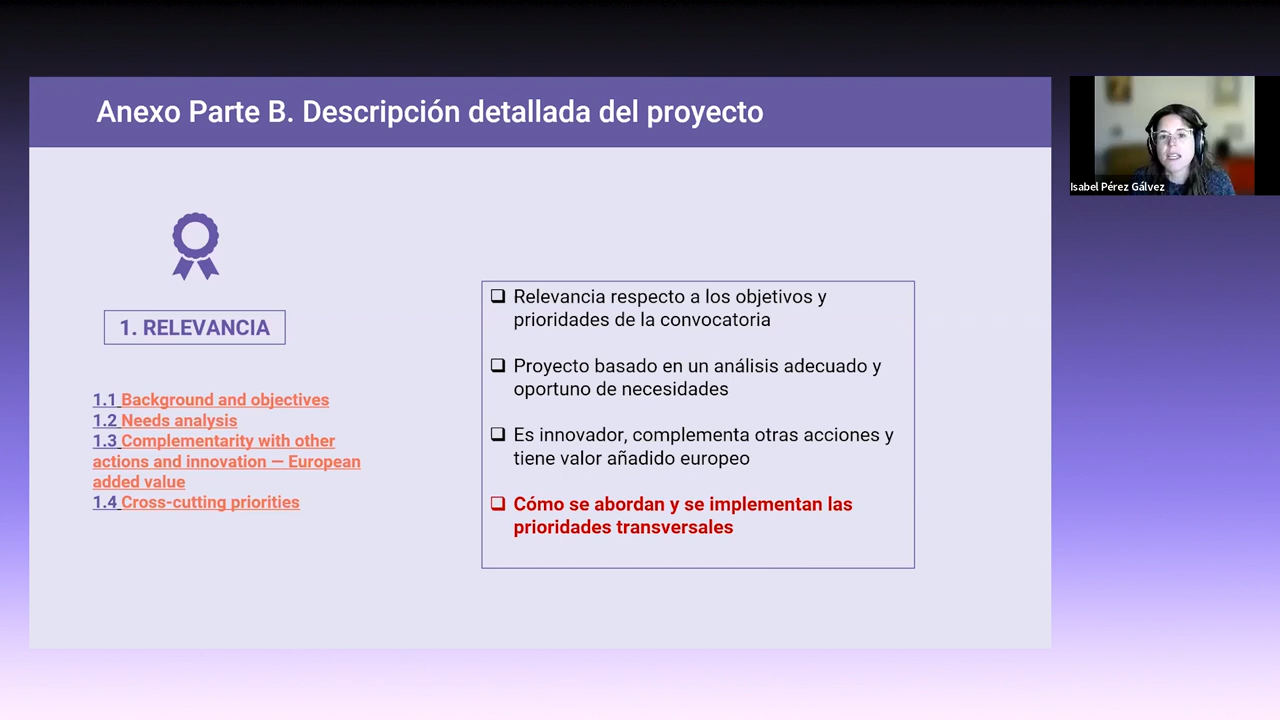 Anexo Parte B. Descripción detallada del proyecto
1. RELEVANCIA
1.1 Background and objectives
1.2 Needs analysis
1.3 Complementarity with other
actions and innovation — European
added value
1.4 Cross-cutting priorities
❑ Relevancia respecto a los objetivos y
prioridades de la convocatoria
❑ Proyecto basado en un análisis adecuado y
oportuno de necesidades
❑ Es innovador, complementa otras acciones y
tiene valor añadido europeo
❑ Cómo se abordan y se implementan las
prioridades transversales
Isabel Pérez Gálvez